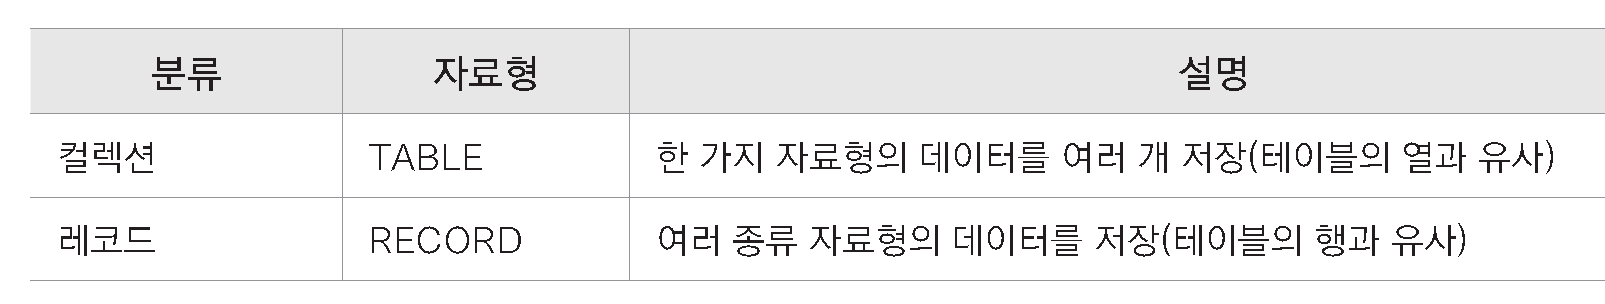 분류 자료형 설명
컬렉션 TABLE 한 가지 자료형의 데이터를 여러 개 저장(테이블의 열과 유사)
레코드 RECORD 여러 종류 자료형의 데이터를 저장(테이블의 행과 유사)